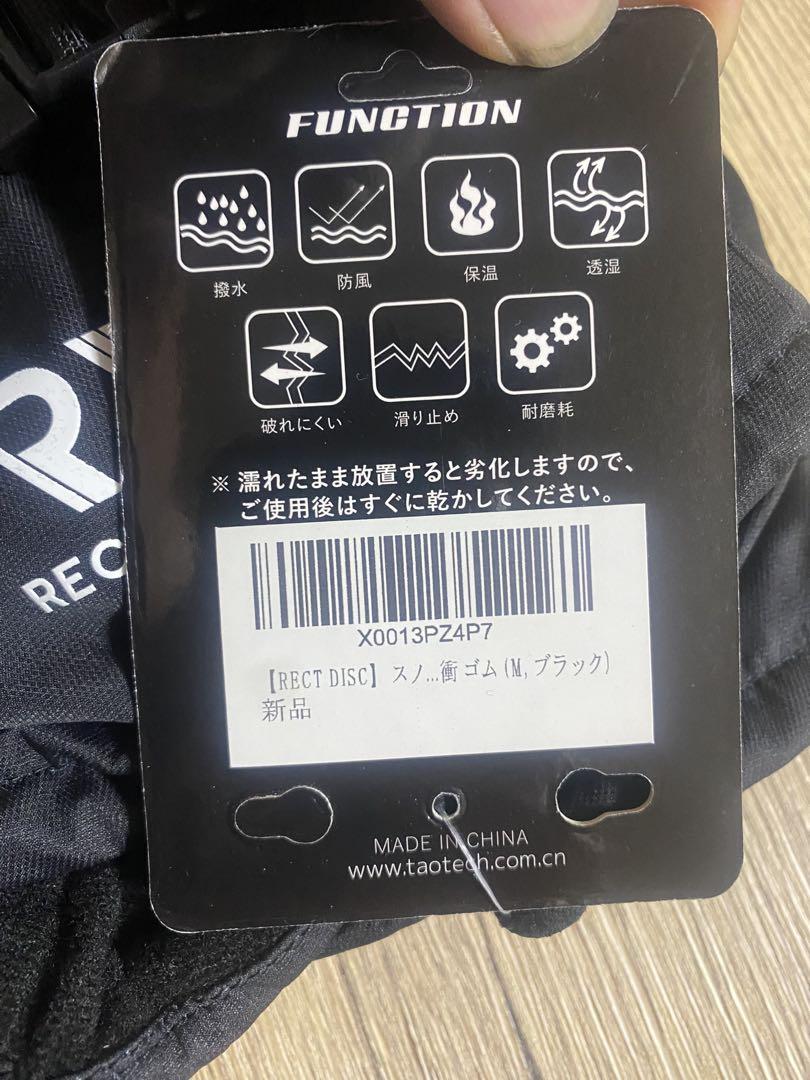 FUNCTION
撥水
防風
保温
透湿
破れにくい
滑り止め
耐磨耗
※ 濡れたまま放置すると劣化しますので、
ご使用後はすぐに乾かしてください。
X0013PZ4P7
【RECT DISC】スノ...衝 ゴム (M, ブラック)
新品
MADE IN CHINA
www.taotech.com.cn
R
REC